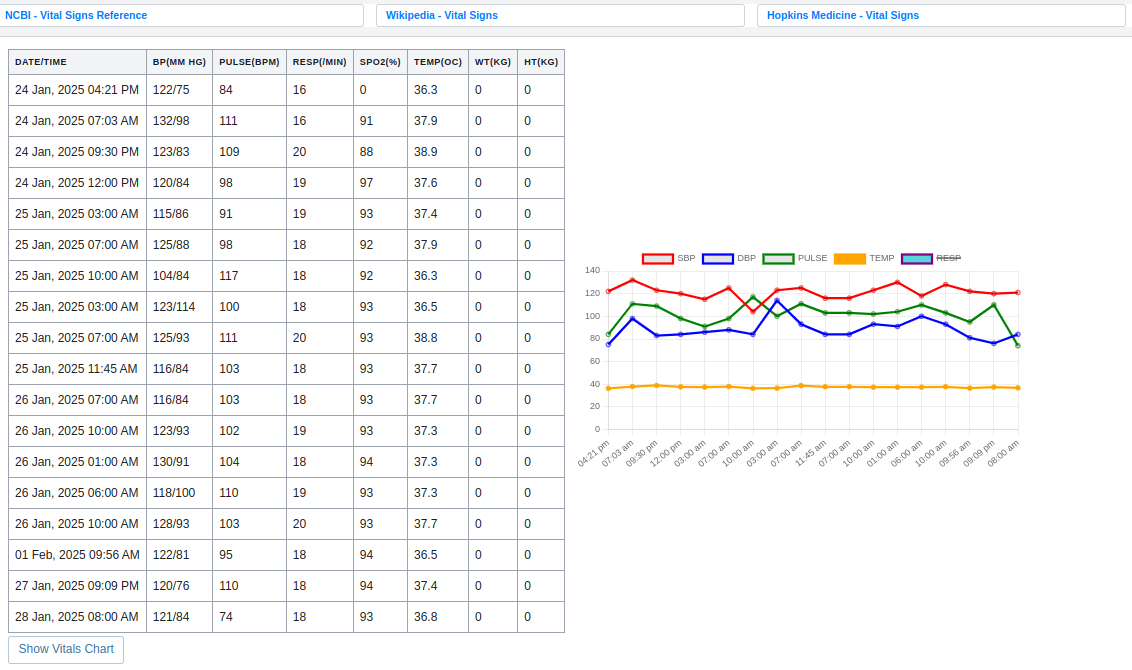 NCBI - Vital Signs Reference Wikipedia - Vital Signs Hopkins Medicine - Vital Signs
DATE/TIME BP(MM HG) PULSE(BPM) RESP(/MIN) SPO2(%) TEMP(OC) WT(KG) HT(KG)
24 Jan, 2025 04:21 PM 122/75 84 16 0 36.3 0 0
24 Jan, 2025 07:03 AM 132/98 111 16 91 37.9 0 0
24 Jan, 2025 09:30 PM 123/83 109 20 88 38.9 0 0
24 Jan, 2025 12:00 PM 120/84 98 19 97 37.6 0 0
25 Jan, 2025 03:00 AM 115/86 91 19 93 37.4 0 0
25 Jan, 2025 07:00 AM 125/88 98 18 92 37.9 0 0
25 Jan, 2025 10:00 AM 104/84 117 18 92 36.3 0 0
25 Jan, 2025 03:00 AM 123/114 100 18 93 36.5 0 0
25 Jan, 2025 07:00 AM 125/93 111 20 93 38.8 0 0
25 Jan, 2025 11:45 AM 116/84 103 18 93 37.7 0 0
26 Jan, 2025 07:00 AM 116/84 103 18 93 37.7 0 0
26 Jan, 2025 10:00 AM 123/93 102 19 93 37.3 0 0
26 Jan, 2025 01:00 AM 130/91 104 18 94 37.3 0 0
26 Jan, 2025 06:00 AM 118/100 110 19 93 37.3 0 0
26 Jan, 2025 10:00 AM 128/93 103 20 93 37.7 0 0
01 Feb, 2025 09:56 AM 122/81 95 18 94 36.5 0 0
27 Jan, 2025 09:09 PM 120/76 110 18 94 37.4 0 0
28 Jan, 2025 08:00 AM 121/84 74 18 93 36.8 0 0
Show Vitals Chart
SBP DBP PULSE TEMP RESP
140
120
100
80
60
40
20
0
04:21 pm 07:03 am 09:30 pm 12:00 pm 03:00 am 07:00 am 10:00 am 03:00 am 07:00 am 11:45 am 07:00 am 10:00 am 01:00 am 06:00 am 10:00 am 09:56 am 09:09 pm 08:00 am